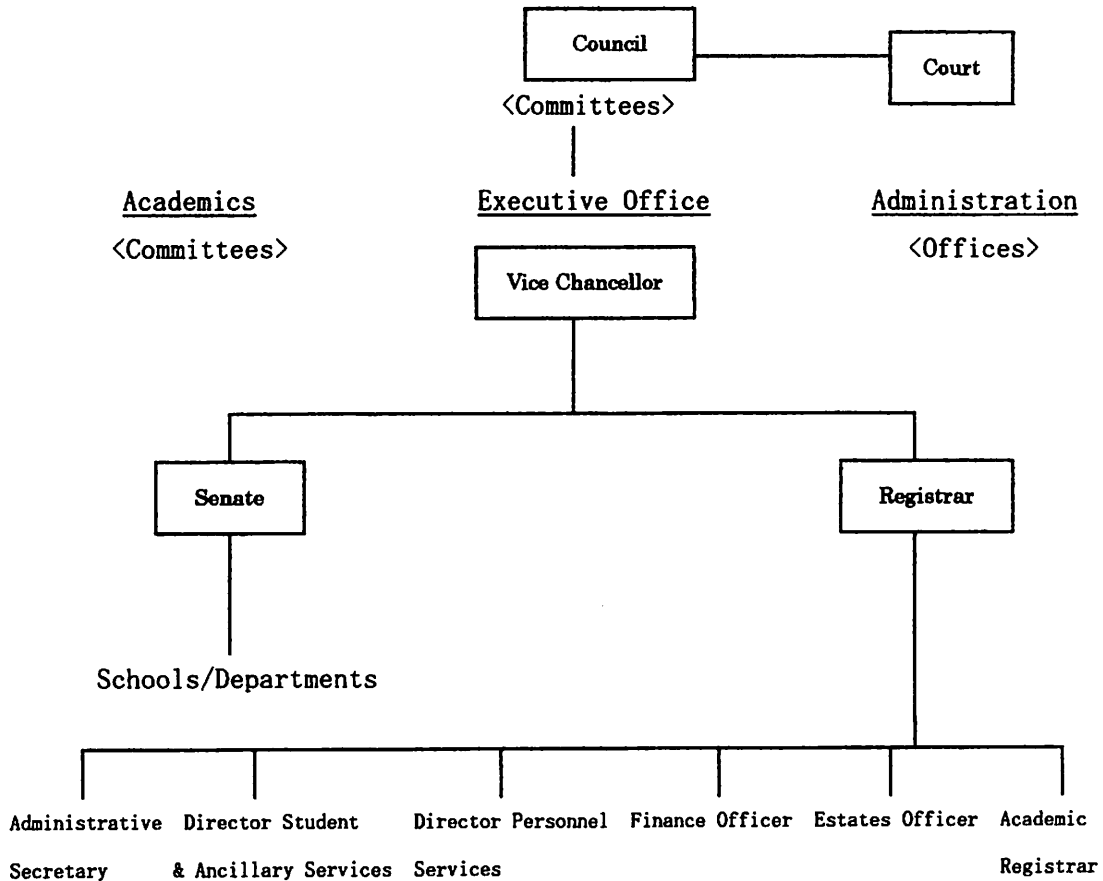 Council
Court
<Committees>
Academics Executive Office Administration
<Committees> <Offices>
Vice Chancellor
Senate Registrar
Schools/Departments
Administrative Director Student Director Personnel Finance Officer Estates Officer Academic
Secretary & Ancillary Services Services Registrar